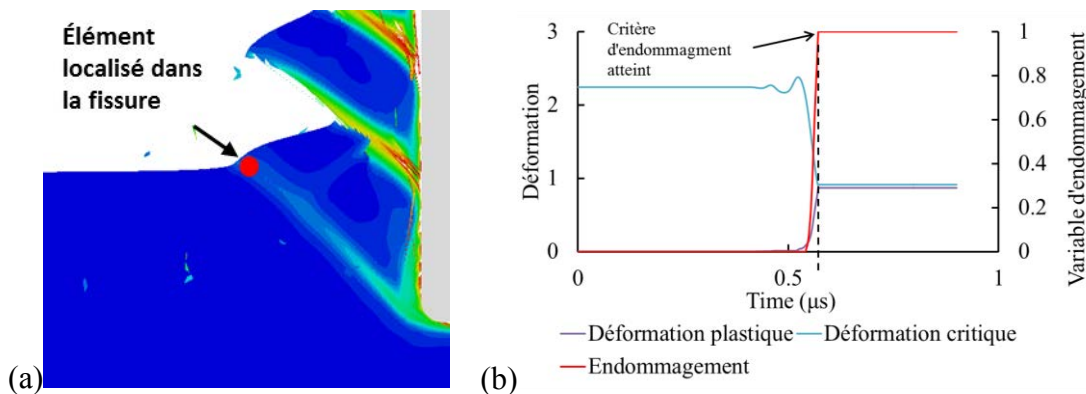 Élément
localisé dans
la fissure
(a)
Critère
d'endommagment
atteint
3
2
1
0
Déformation
0
0.5
1
Time (µs)
1
0.8
0.6
0.4
0.2
0
Variable d'endommagement
Déformation plastique
Déformation critique
Endommagement
(b)